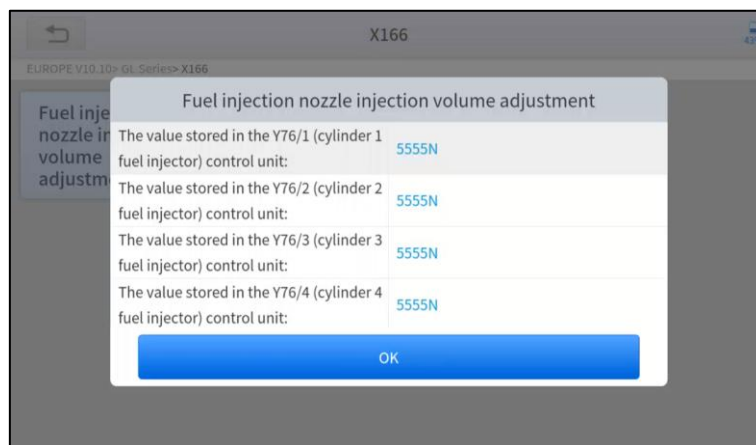 X166
EUROPE V10.10> GL Series> X166
Fuel inje
nozzle in
volume
adjustm
Fuel injection nozzle injection volume adjustment
The value stored in the Y76/1 (cylinder 1
fuel injector) control unit:
5555N
The value stored in the Y76/2 (cylinder 2
fuel injector) control unit:
5555N
The value stored in the Y76/3 (cylinder 3
fuel injector) control unit:
5555N
The value stored in the Y76/4 (cylinder 4
fuel injector) control unit:
5555N
OK